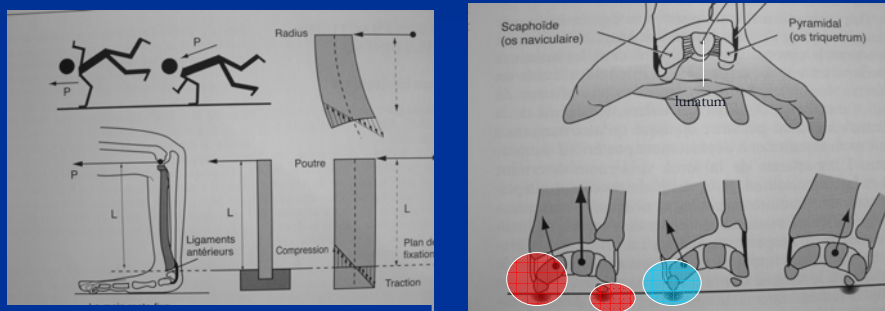 P
P
Radius
P
L
Ligaments
antérieurs
L
Compression
Poutre
L
Plan de
fixation
Traction
Scaphoïde
(os naviculaire)
Pyramidal
(os triquetrum)
lunatum